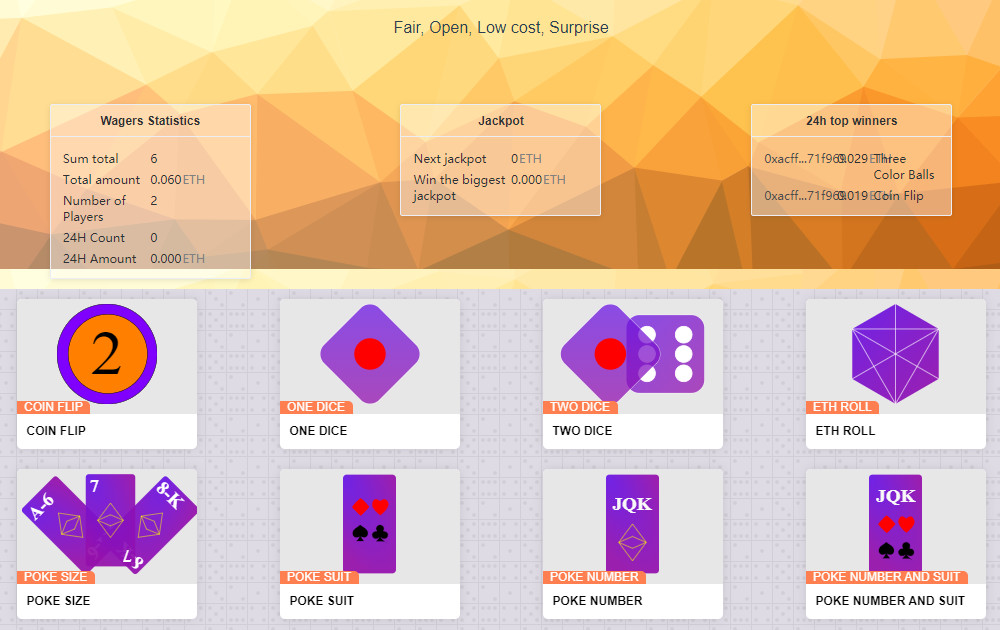 Fair, Open, Low cost, Surprise
Wagers Statistics
Sum total 6
Total amount 0.060 ETH
Number of
Players 2
24H Count 0
24H Amount 0.000 ETH
Jackpot
Next jackpot 0 ETH
Win the biggest 0.000 ETH
jackpot
24h top winners
0xacff...71f969 0.029 ETH Three
Color Balls
0xacff...71f969 0.019 ETH Coin Flip
2
COIN FLIP
COIN FLIP
ONE DICE
ONE DICE
TWO DICE
TWO DICE
ETH ROLL
ETH ROLL
A-6
7
8-K
POKE SIZE
POKE SIZE
POKE SUIT
POKE SUIT
JQK
POKE NUMBER
POKE NUMBER
JQK
POKE NUMBER AND SUIT
POKE NUMBER AND SUIT